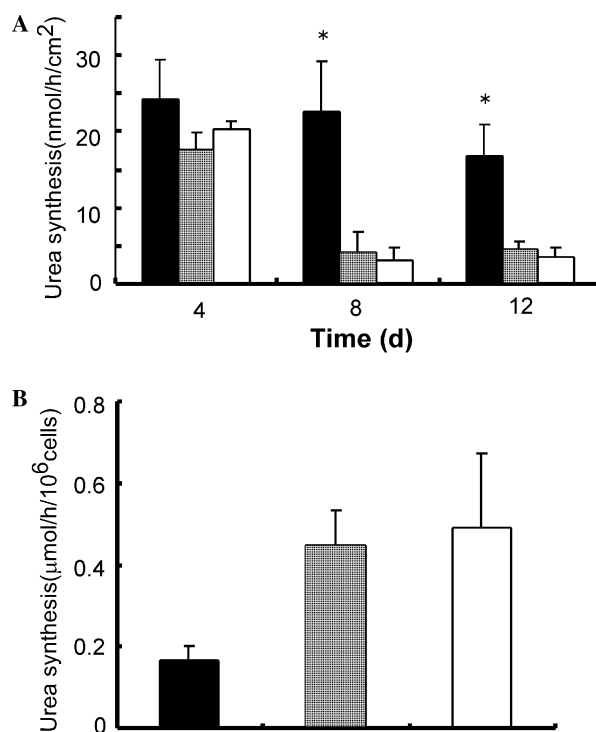 A
Urea synthesis(nmol/h/cm²)
30
20
10
0
*
*
4
8
12
Time (d)
B
Urea synthesis(μmol/h/10⁶cells)
0.8
0.6
0.4
0.2
0